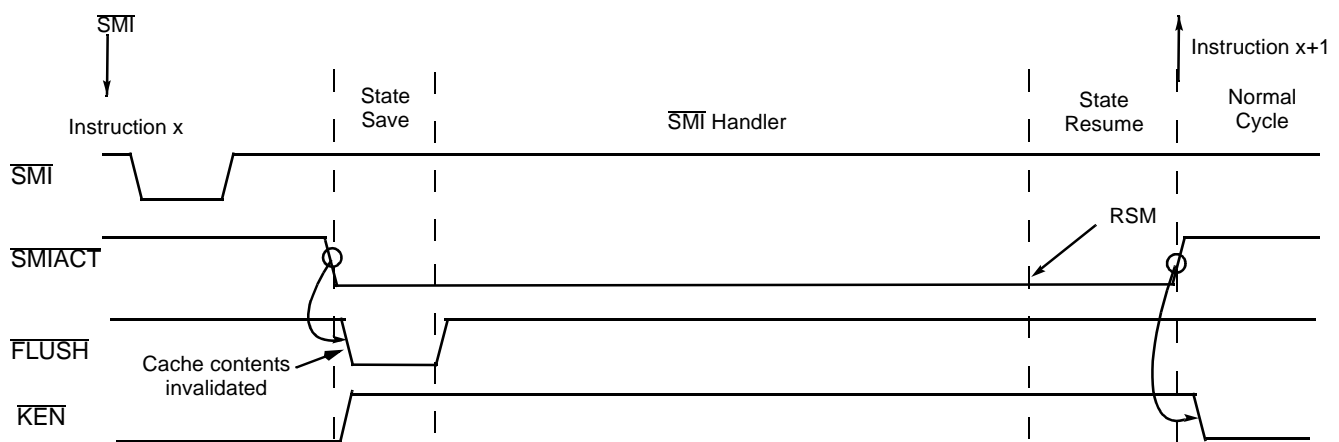 SMI
Instruction x+1
State
Save
State
Resume
Normal
Cycle
Instruction x
SMI Handler
SMI
RSM
SMIACT
FLUSH
Cache contents
invalidated
KEN